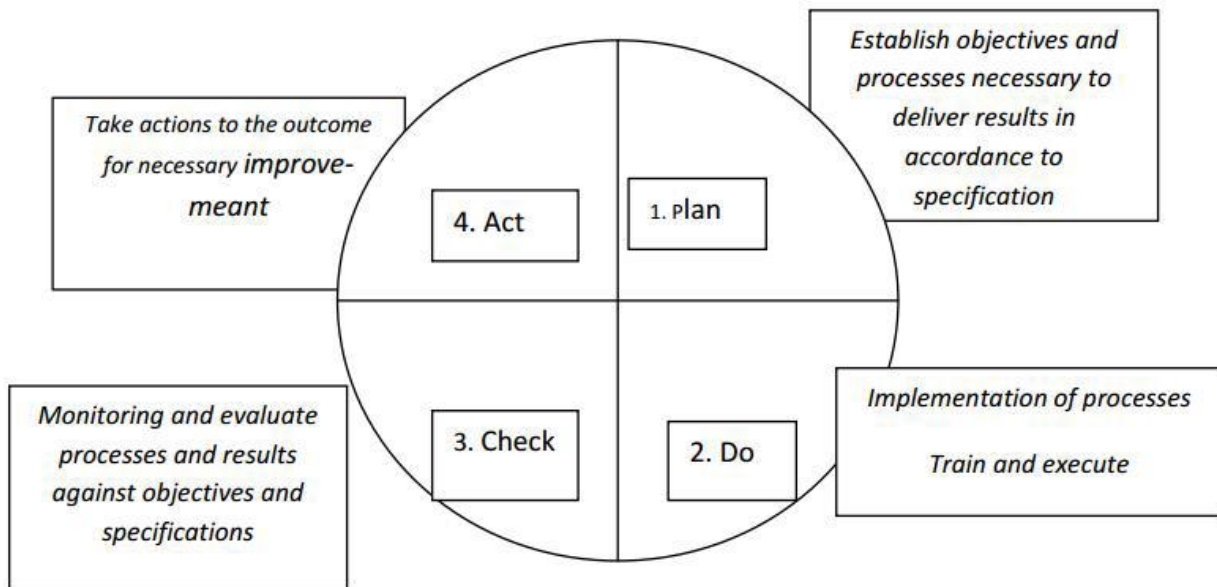 Establish objectives and
processes necessary to
deliver results in
accordance to
specification
Take actions to the outcome
for necessary improve-
meant
4. Act
1. Plan
3. Check
2. Do
Implementation of processes
Train and execute
Monitoring and evaluate
processes and results
against objectives and
specifications